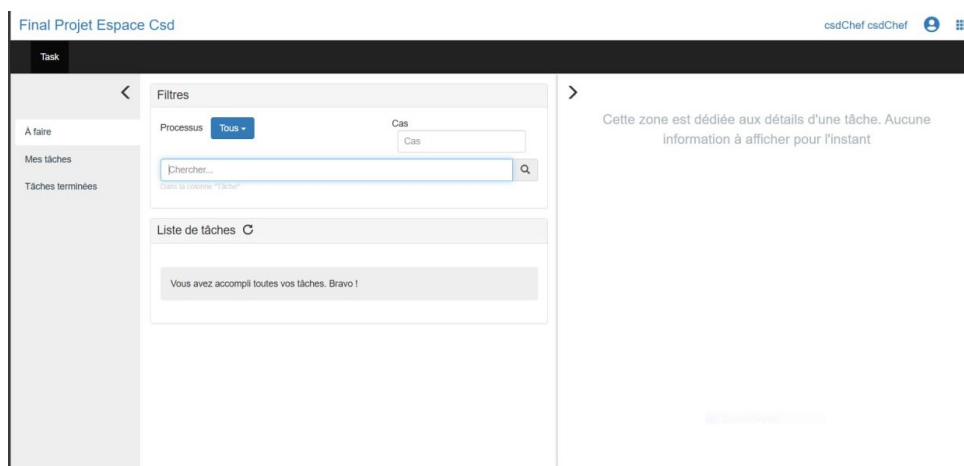 Final Projet Espace Csd
csdChef csdChef
Task
Filtres
À faire
Mes tâches
Tâches terminées
Processus
Tous
Cas
Cas
Chercher...
Dans la colonne "Tâche"
Liste de tâches
Vous avez accompli toutes vos tâches. Bravo !
Cette zone est dédiée aux détails d'une tâche. Aucune
information à afficher pour l'instant